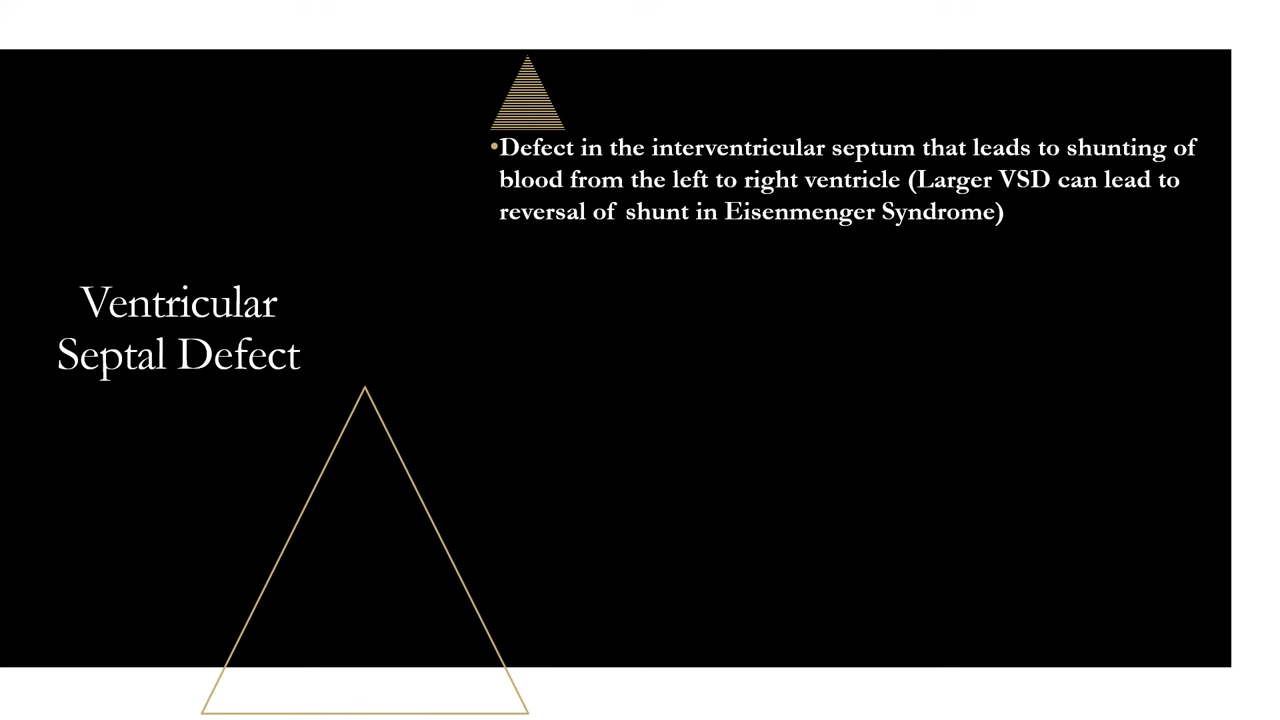 Ventricular
Septal Defect
•Defect in the interventricular septum that leads to shunting of
blood from the left to right ventricle (Larger VSD can lead to
reversal of shunt in Eisenmenger Syndrome)